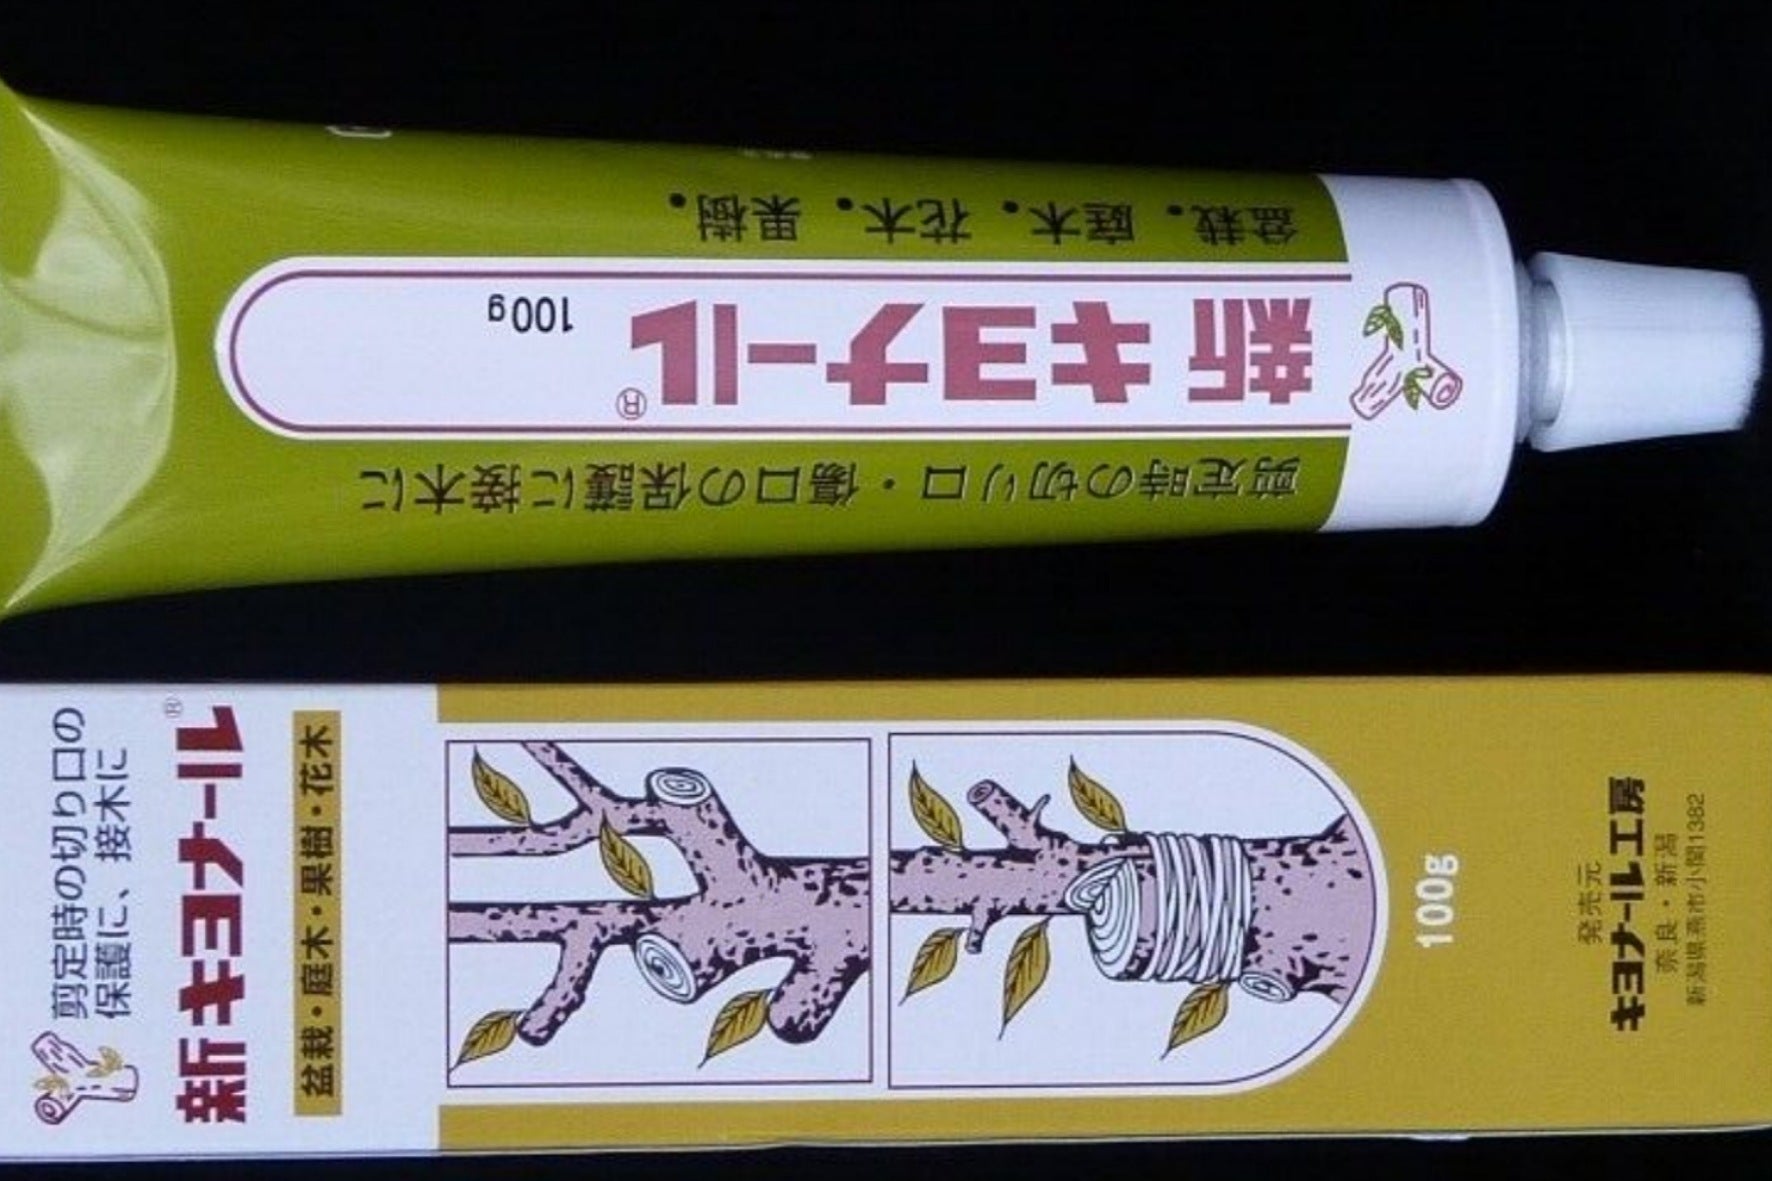 盆栽・庭木・花木・果樹・
新キヨナール®
100g
剪定時の切り口・傷口の保護に接木に
剪定時の切り口の
保護に、接木に
新キヨナール®
盆栽・庭木・果樹・花木
100g
発売元
キヨナール工房
奈良・新潟
新潟県燕市小関1382